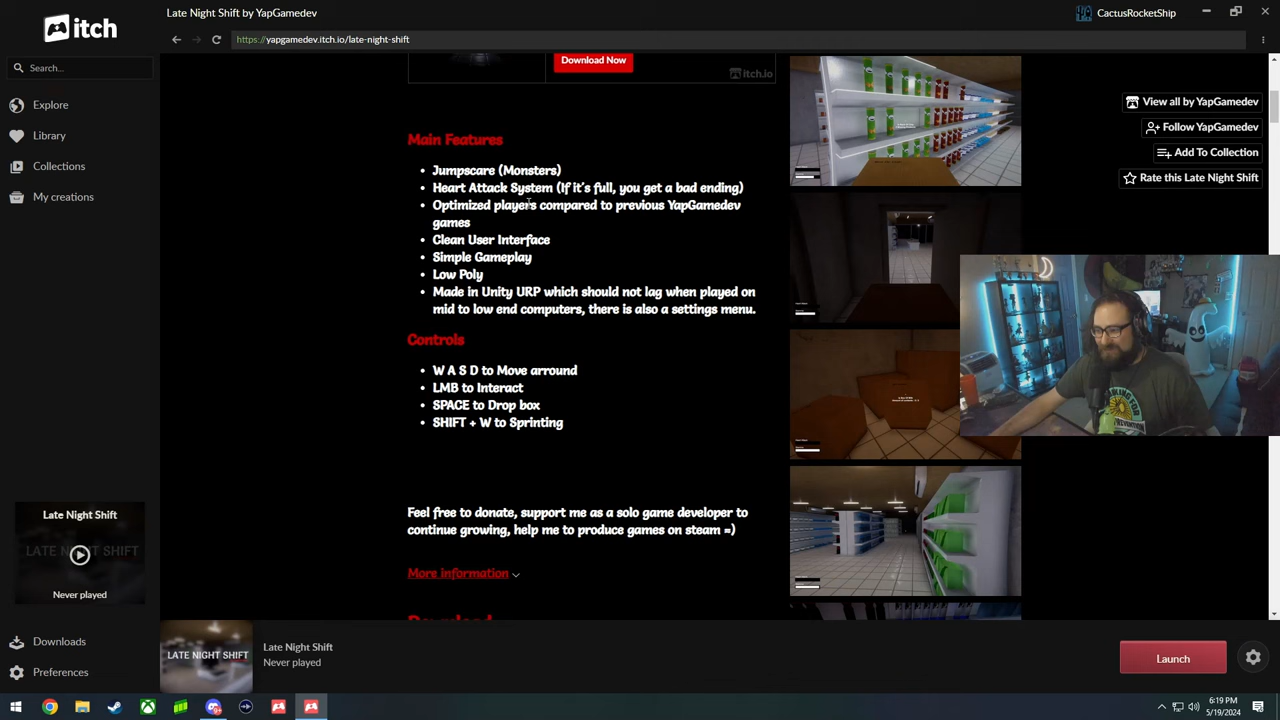 Late Night Shift by YapGamedev
CactusRocketShip
itch
https://yapgamedev.itch.io/late-night-shift
Search...
Explore
Library
Collections
My creations
Download Now
itch.io
View all by YapGamedev
Follow YapGamedev
Add To Collection
Rate this Late Night Shift
Main Features
Jumpscare (Monsters)
Heart Attack System (If it's full, you get a bad ending)
Optimized players compared to previous YapGamedev
games
Clean User Interface
Simple Gameplay
Low Poly
Made in Unity URP which should not lag when played on
mid to low end computers, there is also a settings menu.
Controls
W A S D to Move arround
LMB to Interact
SPACE to Drop box
SHIFT + W to Sprinting
Feel free to donate, support me as a solo game developer to
continue growing, help me to produce games on steam =)
More information
Download
Late Night Shift
LATE NIGHT SHIFT
Never played
Downloads
Preferences
LATE NIGHT SHIFT
Late Night Shift
Never played
Launch
6:19 PM
5/19/2024